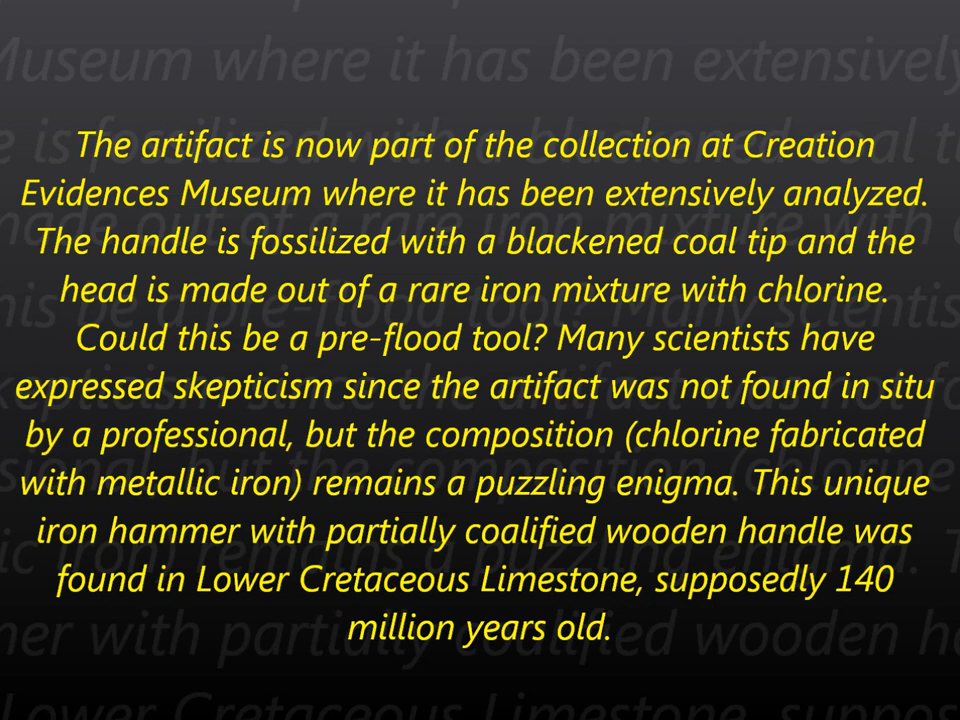 The artifact is now part of the collection at Creation
Evidences Museum where it has been extensively analyzed.
The handle is fossilized with a blackened coal tip and the
head is made out of a rare iron mixture with chlorine.
Could this be a pre-flood tool? Many scientists have
expressed skepticism since the artifact was not found in situ
by a professional, but the composition (chlorine fabricated
with metallic iron) remains a puzzling enigma. This unique
iron hammer with partially coalified wooden handle was
found in Lower Cretaceous Limestone, supposedly 140
million years old.